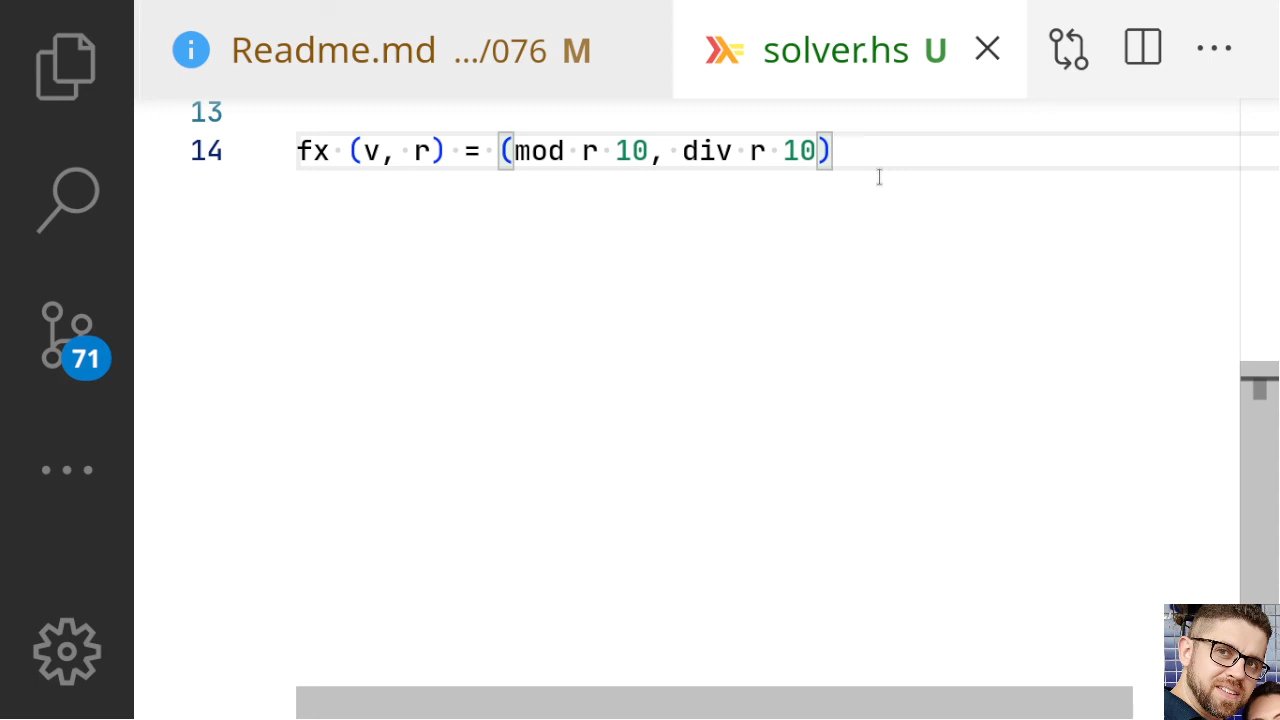 Readme.md …/076 M
solver.hs U
13
14 fx (v, r) = (mod r 10, div r 10)
71